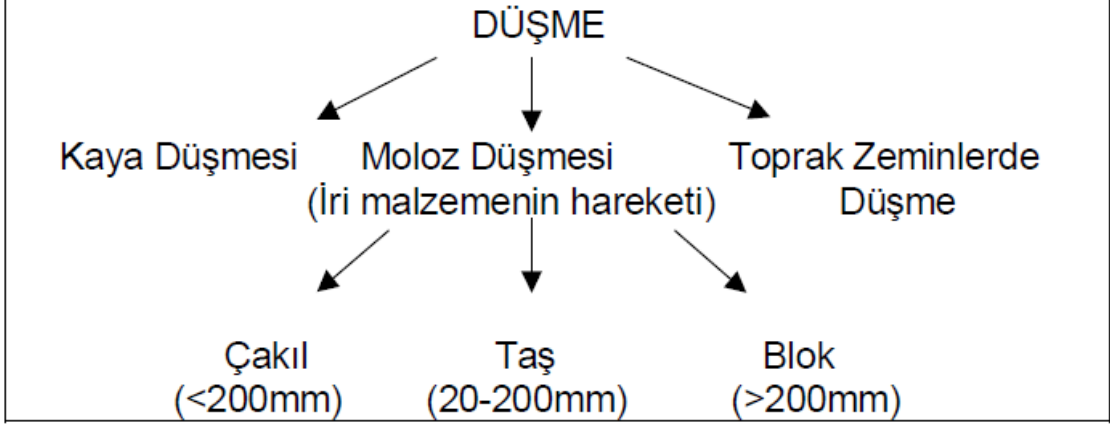 DÜŞME
Kaya Düşmesi
Moloz Düşmesi
(İri malzemenin hareketi)
Toprak Zeminlerde
Düşme
Çakıl
(<200mm)
Taş
(20-200mm)
Blok
(>200mm)